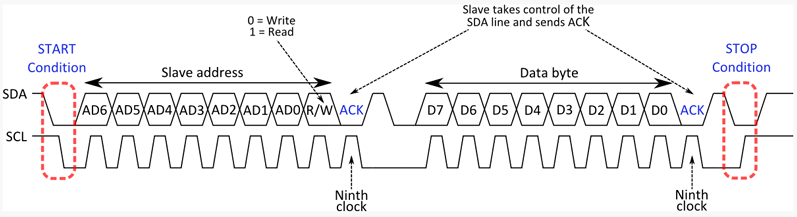 0 = Write
1 = Read
Slave takes control of the
SDA line and sends ACK
START
Condition
STOP
Condition
Slave address
Data byte
SDA
AD6 AD5 AD4 AD3 AD2 AD1 AD0 R/W ACK D7 D6 D5 D4 D3 D2 D1 D0 ACK
SCL
Ninth
clock
Ninth
clock